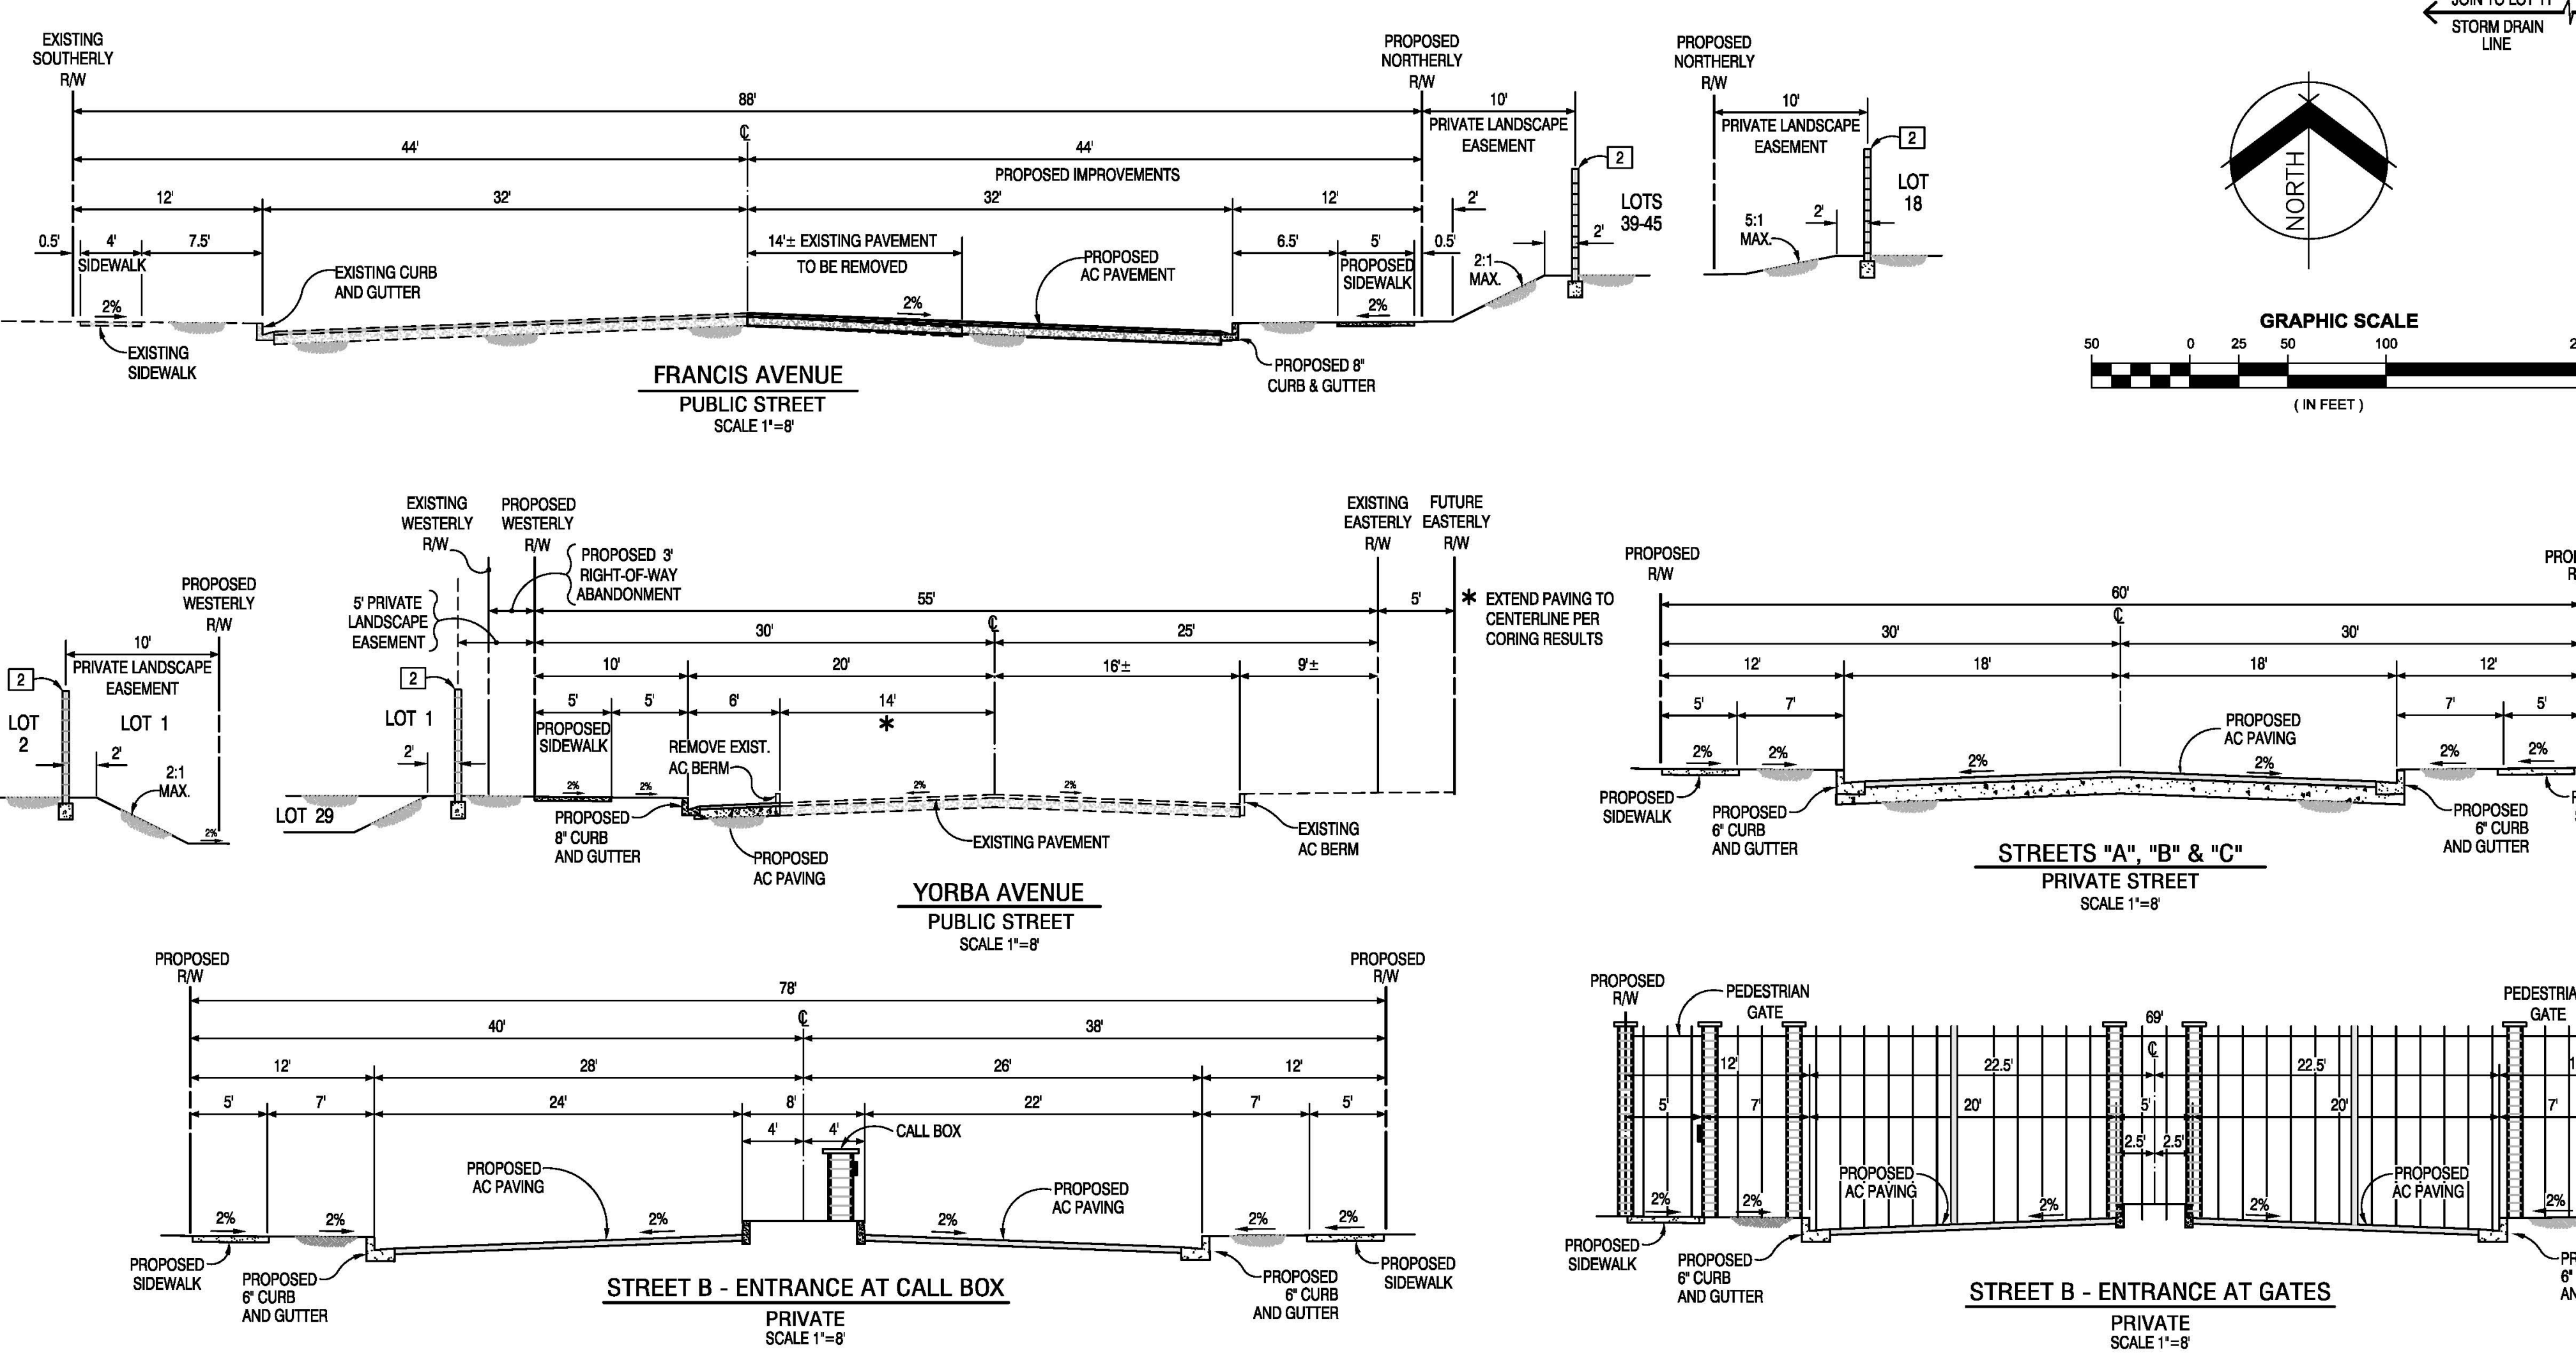 JOIN TO LOT 11
STORM DRAIN
LINE
EXISTING
SOUTHERLY
R/W
PROPOSED
NORTHERLY
R/W
88'
℄
44'
44'
PROPOSED IMPROVEMENTS
12'
32'
32'
12'
2'
0.5'
4'
7.5'
SIDEWALK
14'± EXISTING PAVEMENT
TO BE REMOVED
6.5'
5'
0.5'
PROPOSED
SIDEWALK
EXISTING CURB
AND GUTTER
PROPOSED
AC PAVEMENT
2%
2%
2%
EXISTING
SIDEWALK
PROPOSED 8"
CURB & GUTTER
10'
PRIVATE LANDSCAPE
EASEMENT
2
LOTS
39-45
2'
2:1
MAX.
FRANCIS AVENUE
PUBLIC STREET
SCALE 1"=8'
PROPOSED
NORTHERLY
R/W
10'
PRIVATE LANDSCAPE
EASEMENT
2
LOT
18
2'
5:1
MAX.
NORTH
GRAPHIC SCALE
50 0 25 50 100
( IN FEET )
PROPOSED
WESTERLY
R/W
10'
PRIVATE LANDSCAPE
EASEMENT
2
LOT
2
LOT 1
2'
2:1
MAX.
2%
EXISTING
WESTERLY
R/W
PROPOSED
WESTERLY
R/W
PROPOSED 3'
RIGHT-OF-WAY
ABANDONMENT
5' PRIVATE
LANDSCAPE
EASEMENT
EXISTING
EASTERLY
R/W
FUTURE
EASTERLY
R/W
55'
5'
* EXTEND PAVING TO
CENTERLINE PER
CORING RESULTS
℄
30'
25'
10'
20'
16'±
9'±
5'
5'
6'
14'
*
2
LOT 1
2'
LOT 29
PROPOSED
SIDEWALK
REMOVE EXIST.
AC BERM
2%
2%
2%
2%
PROPOSED
8" CURB
AND GUTTER
PROPOSED
AC PAVING
EXISTING PAVEMENT
EXISTING
AC BERM
YORBA AVENUE
PUBLIC STREET
SCALE 1"=8'
PROPOSED
R/W
60'
℄
30'
30'
12'
18'
18'
12'
5'
7'
7'
5'
PROPOSED
AC PAVING
2%
2%
2%
2%
2%
2%
PROPOSED
SIDEWALK
PROPOSED
6" CURB
AND GUTTER
PROPOSED
6" CURB
AND GUTTER
STREETS "A", "B" & "C"
PRIVATE STREET
SCALE 1"=8'
PROPOSED
R/W
PROPOSED
R/W
78'
℄
40'
38'
12'
28'
26'
12'
5'
7'
24'
8'
22'
7'
5'
4'
4'
CALL BOX
PROPOSED
AC PAVING
PROPOSED
AC PAVING
2%
2%
2%
2%
2%
2%
PROPOSED
SIDEWALK
PROPOSED
6" CURB
AND GUTTER
PROPOSED
6" CURB
AND GUTTER
PROPOSED
SIDEWALK
STREET B - ENTRANCE AT CALL BOX
PRIVATE
SCALE 1"=8'
PROPOSED
R/W
PEDESTRIAN
GATE
GATE
69'
℄
12'
22.5'
22.5'
5'
7'
20'
5'
20'
7'
2.5'
2.5'
PROPOSED
AC PAVING
PROPOSED
AC PAVING
2%
2%
2%
2%
2%
PROPOSED
SIDEWALK
PROPOSED
6" CURB
AND GUTTER
STREET B - ENTRANCE AT GATES
PRIVATE
SCALE 1"=8'